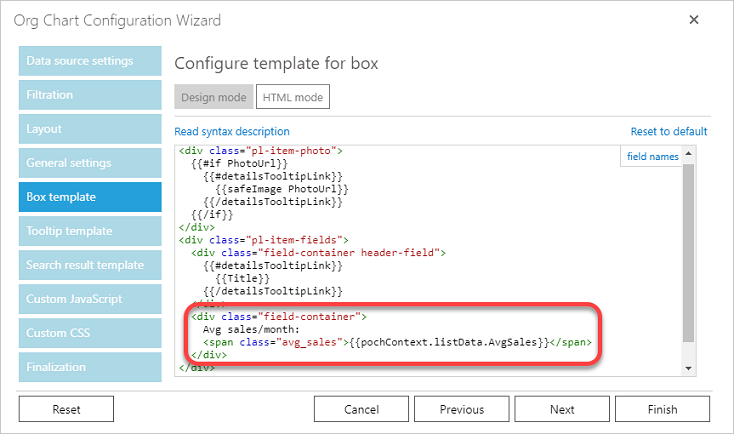 Org Chart Configuration Wizard
Data source settings
Filtration
Layout
General settings
Box template
Tooltip template
Search result template
Custom JavaScript
Custom CSS
Finalization
Configure template for box
Design mode
HTML mode
Read syntax description
Reset to default
field names
<div class="pl-item-photo">
{{#if PhotoUrl}}
{{#detailsTooltipLink}}
{{safeImage PhotoUrl}}
{{/detailsTooltipLink}}
{{/if}}
</div>
<div class="pl-item-fields">
<div class="field-container header-field">
{{#detailsTooltipLink}}
{{Title}}
{{/detailsTooltipLink}}
</div>
<div class="field-container">
Avg sales/month:
<span class="avg_sales">{{pochContext.listData.AvgSales}}</span>
</div>
</div>
Reset
Cancel
Previous
Next
Finish